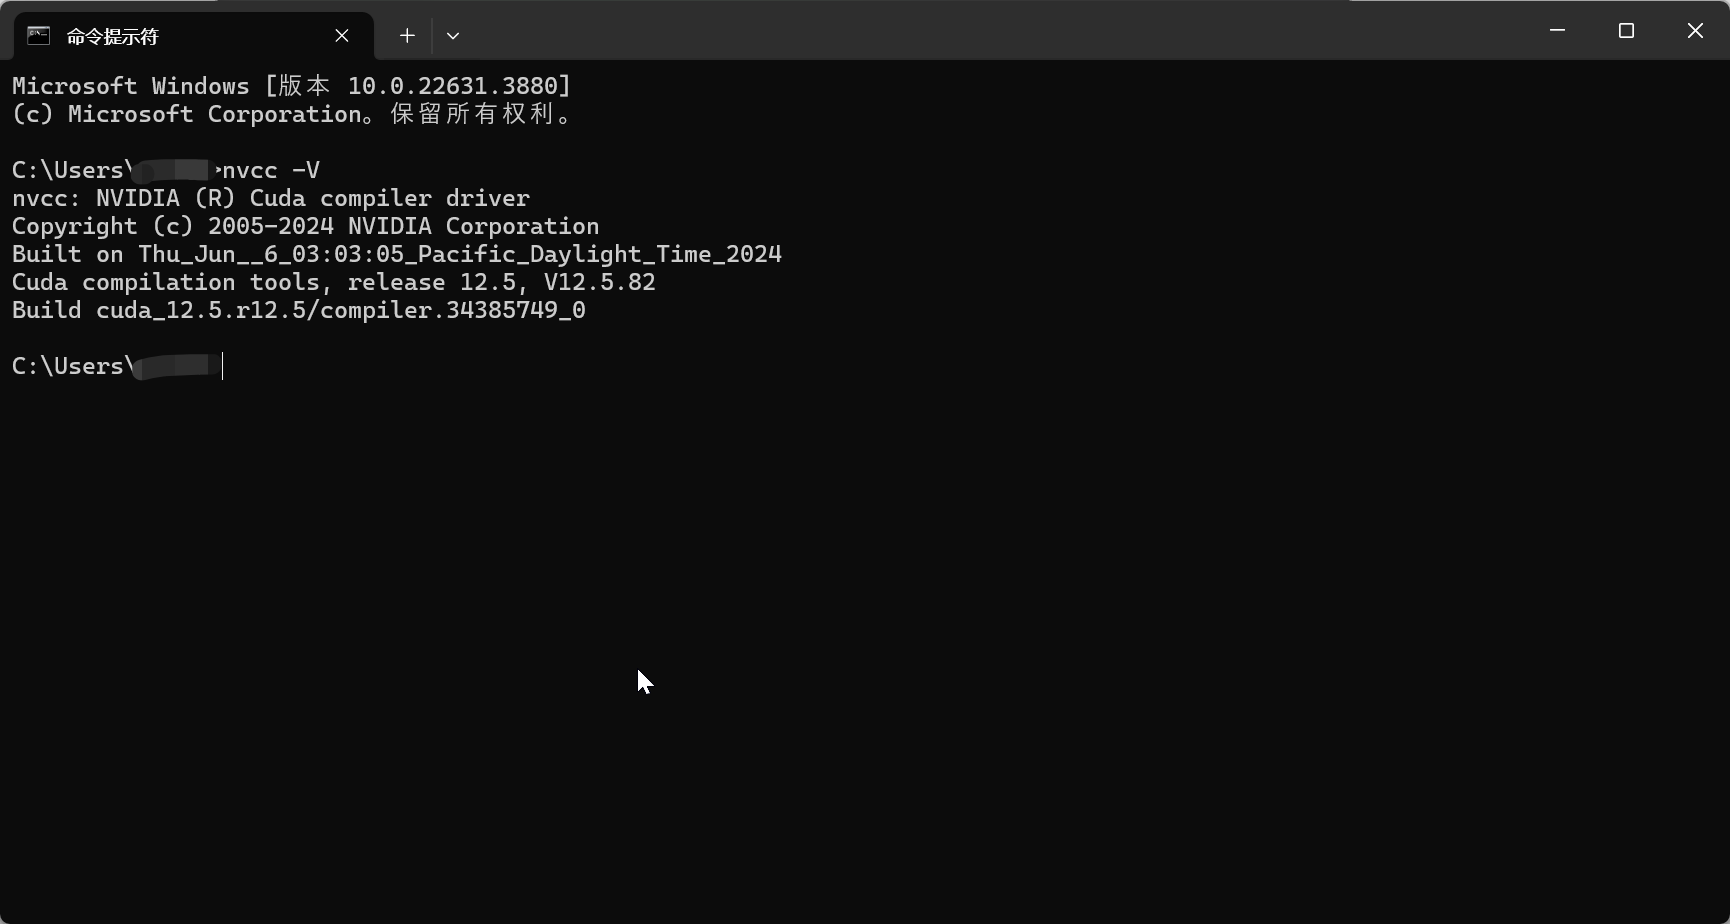 命令提示符
Microsoft Windows [版本 10.0.22631.3880]
(c) Microsoft Corporation。保留所有权利。
C:\Users\>nvcc -V
nvcc: NVIDIA (R) Cuda compiler driver
Copyright (c) 2005-2024 NVIDIA Corporation
Built on Thu_Jun__6_03:03:05_Pacific_Daylight_Time_2024
Cuda compilation tools, release 12.5, V12.5.82
Build cuda_12.5.r12.5/compiler.34385749_0
C:\Users\